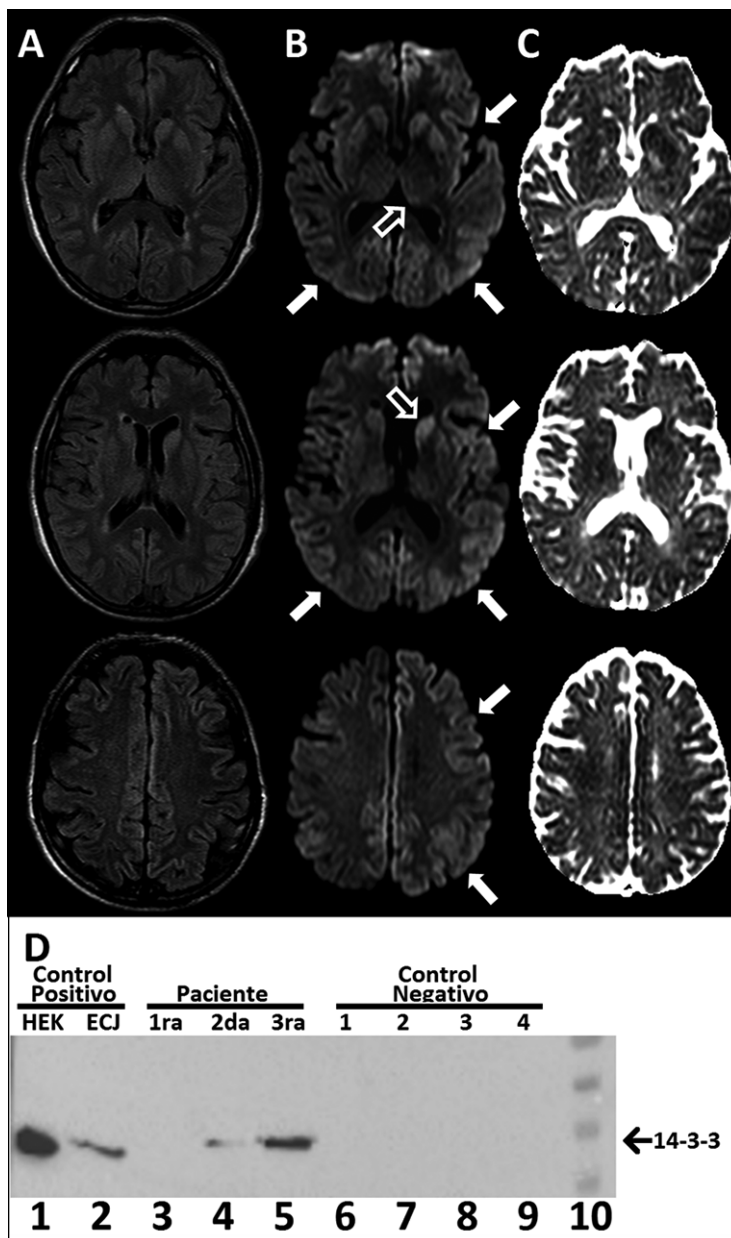 A B C
D
Control Positivo Paciente Control Negativo
HEK ECJ 1ra 2da 3ra 1 2 3 4
14-3-3
1 2 3 4 5 6 7 8 9 10